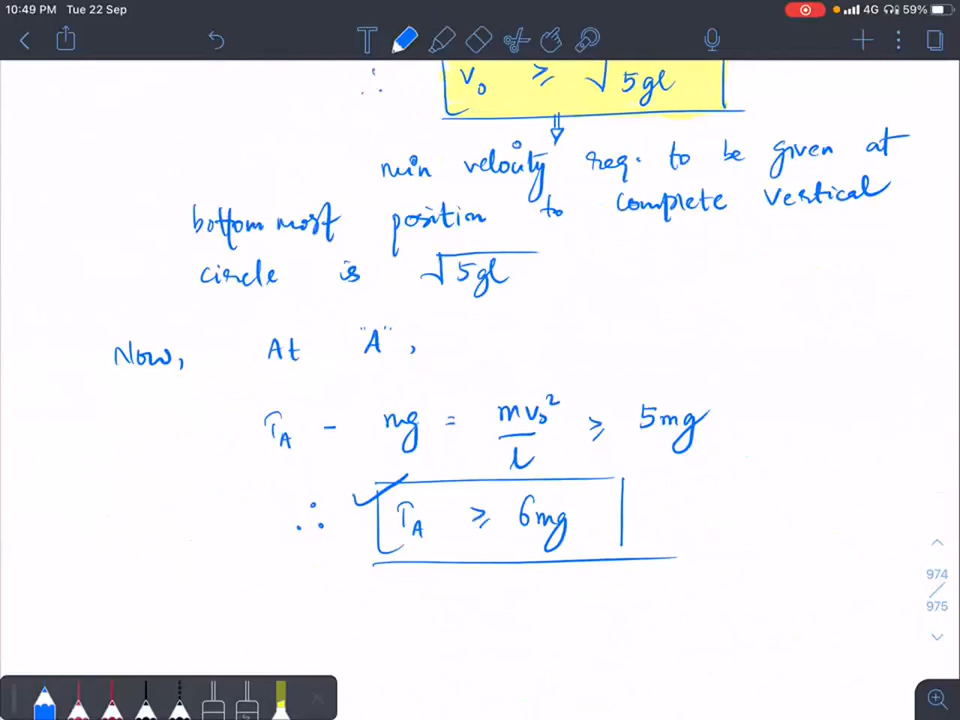 10:49 PM Tue 22 Sep 4G 59%
T
∴ v₀ ≥ √5gl
min velocity req. to be given at
bottom most position to complete vertical
circle is √5gl
Now, At "A",
T_A - mg = mv₀²/l ≥ 5mg
∴ T_A ≥ 6mg
974
975